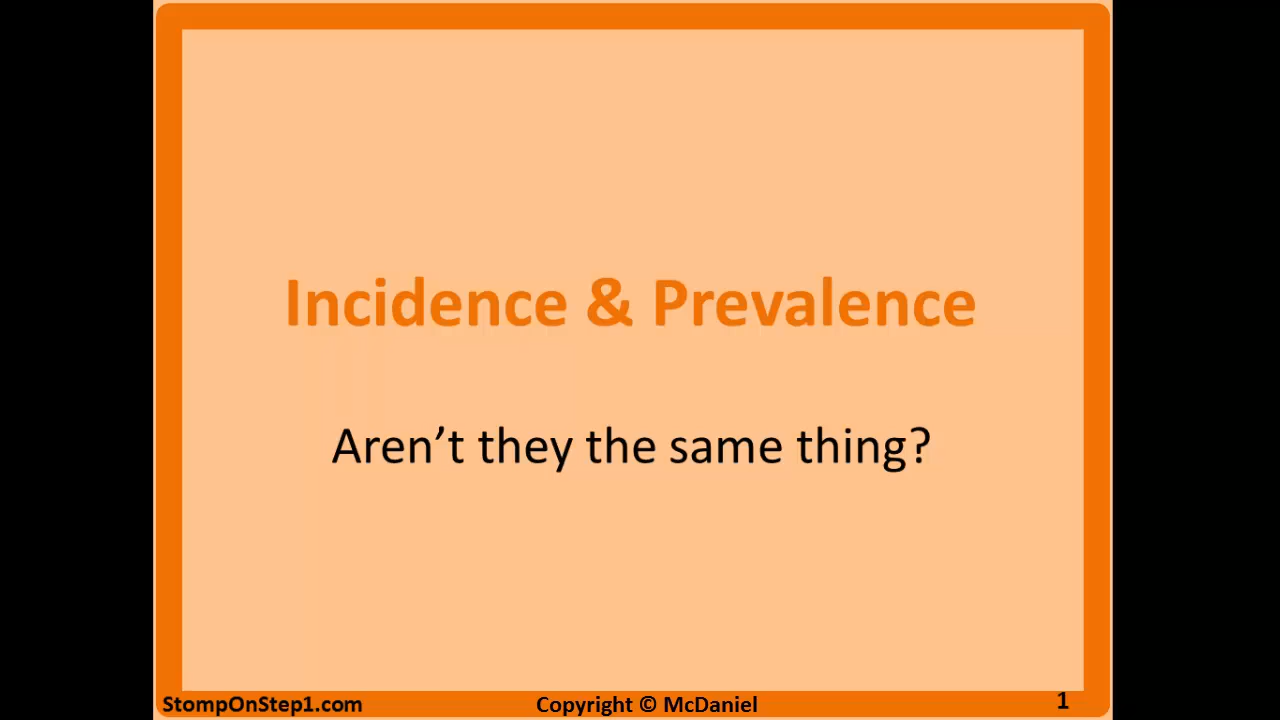 Incidence & Prevalence
Aren’t they the same thing?
StompOnStep1.com
Copyright © McDaniel
1